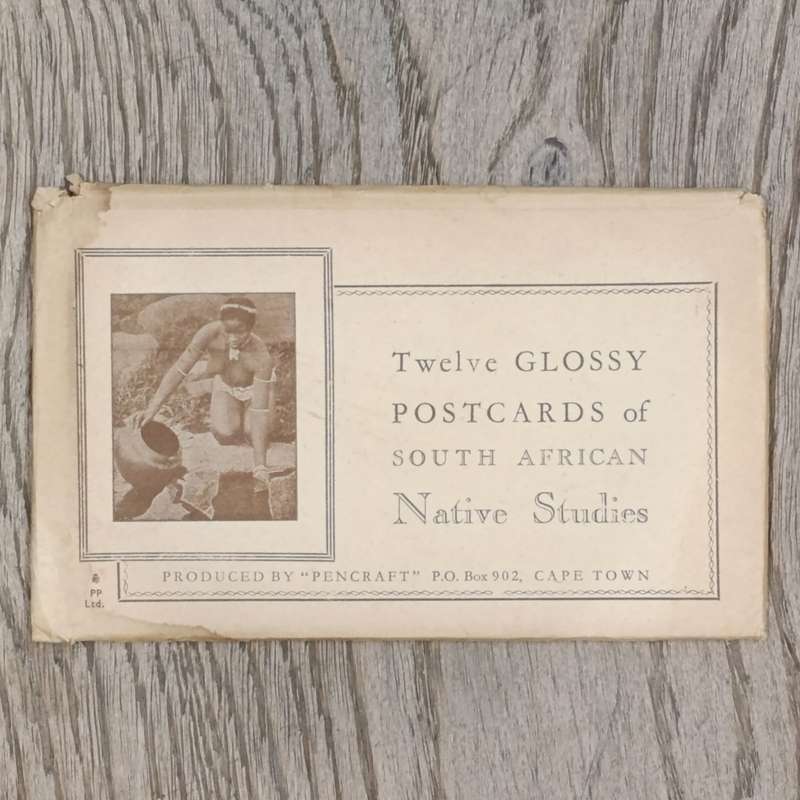 Twelve GLOSSY
POSTCARDS of
SOUTH AFRICAN
Native Studies
PRODUCED BY "PENCRAFT" P.O. Box 902, CAPE TOWN
PP
Ltd.